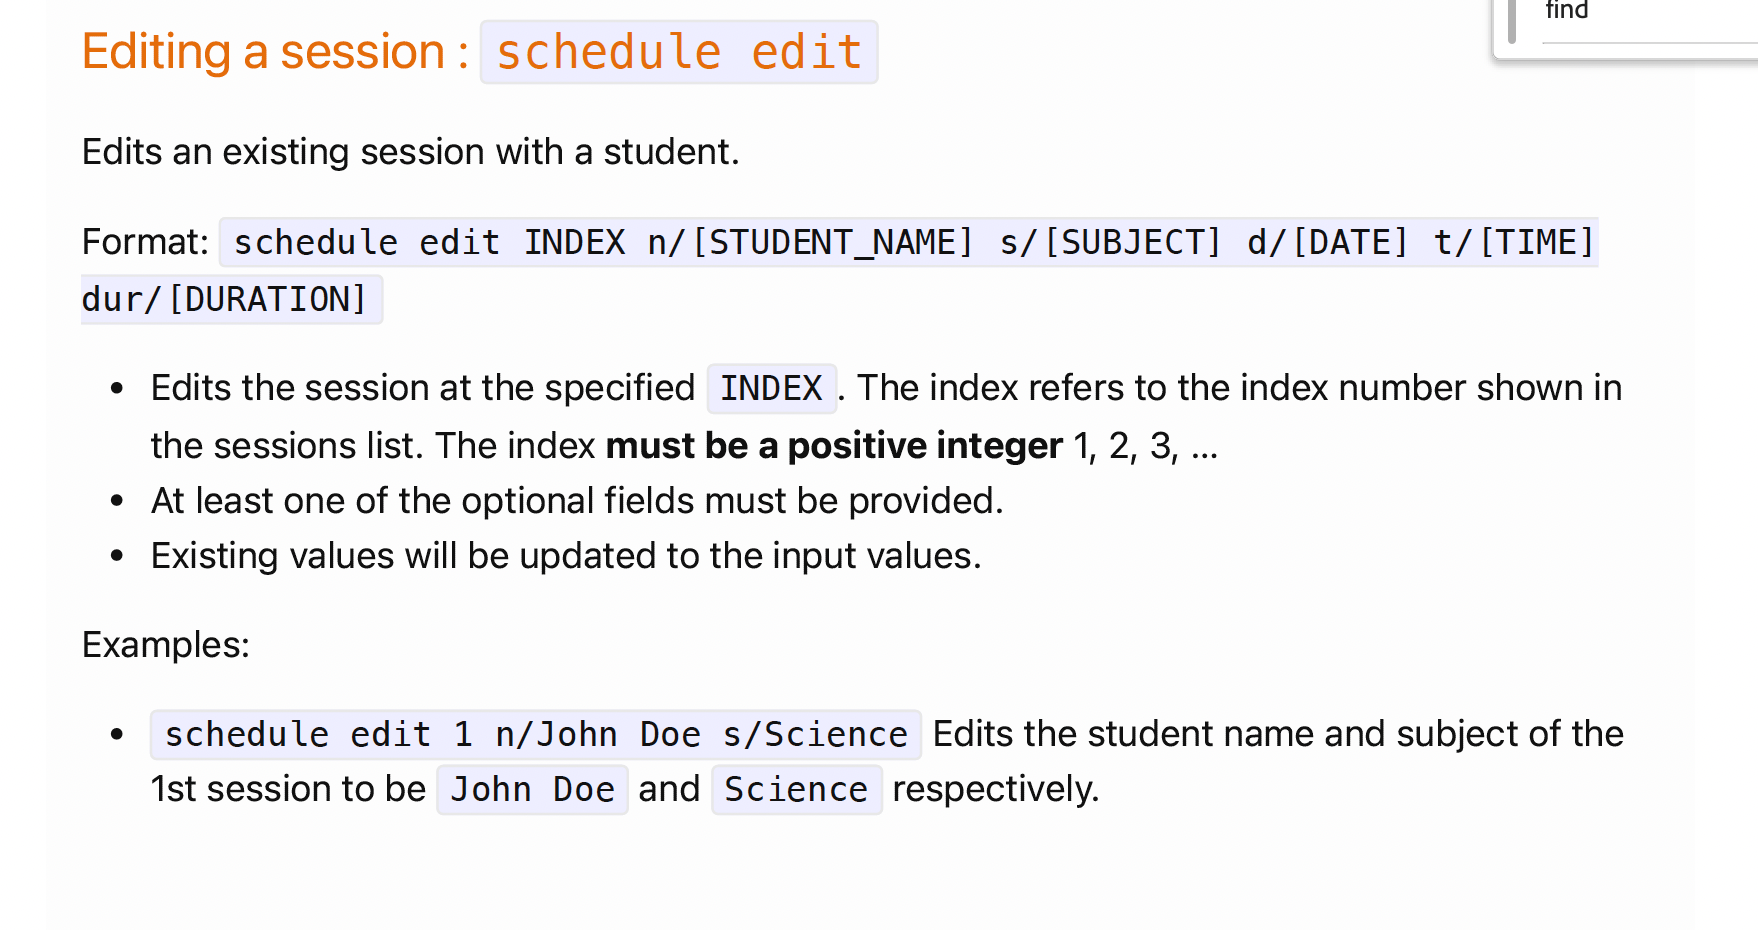 find
Editing a session : schedule edit
Edits an existing session with a student.
Format: schedule edit INDEX n/[STUDENT_NAME] s/[SUBJECT] d/[DATE] t/[TIME]
dur/[DURATION]
• Edits the session at the specified INDEX. The index refers to the index number shown in
the sessions list. The index must be a positive integer 1, 2, 3, …
• At least one of the optional fields must be provided.
• Existing values will be updated to the input values.
Examples:
• schedule edit 1 n/John Doe s/Science Edits the student name and subject of the
1st session to be John Doe and Science respectively.